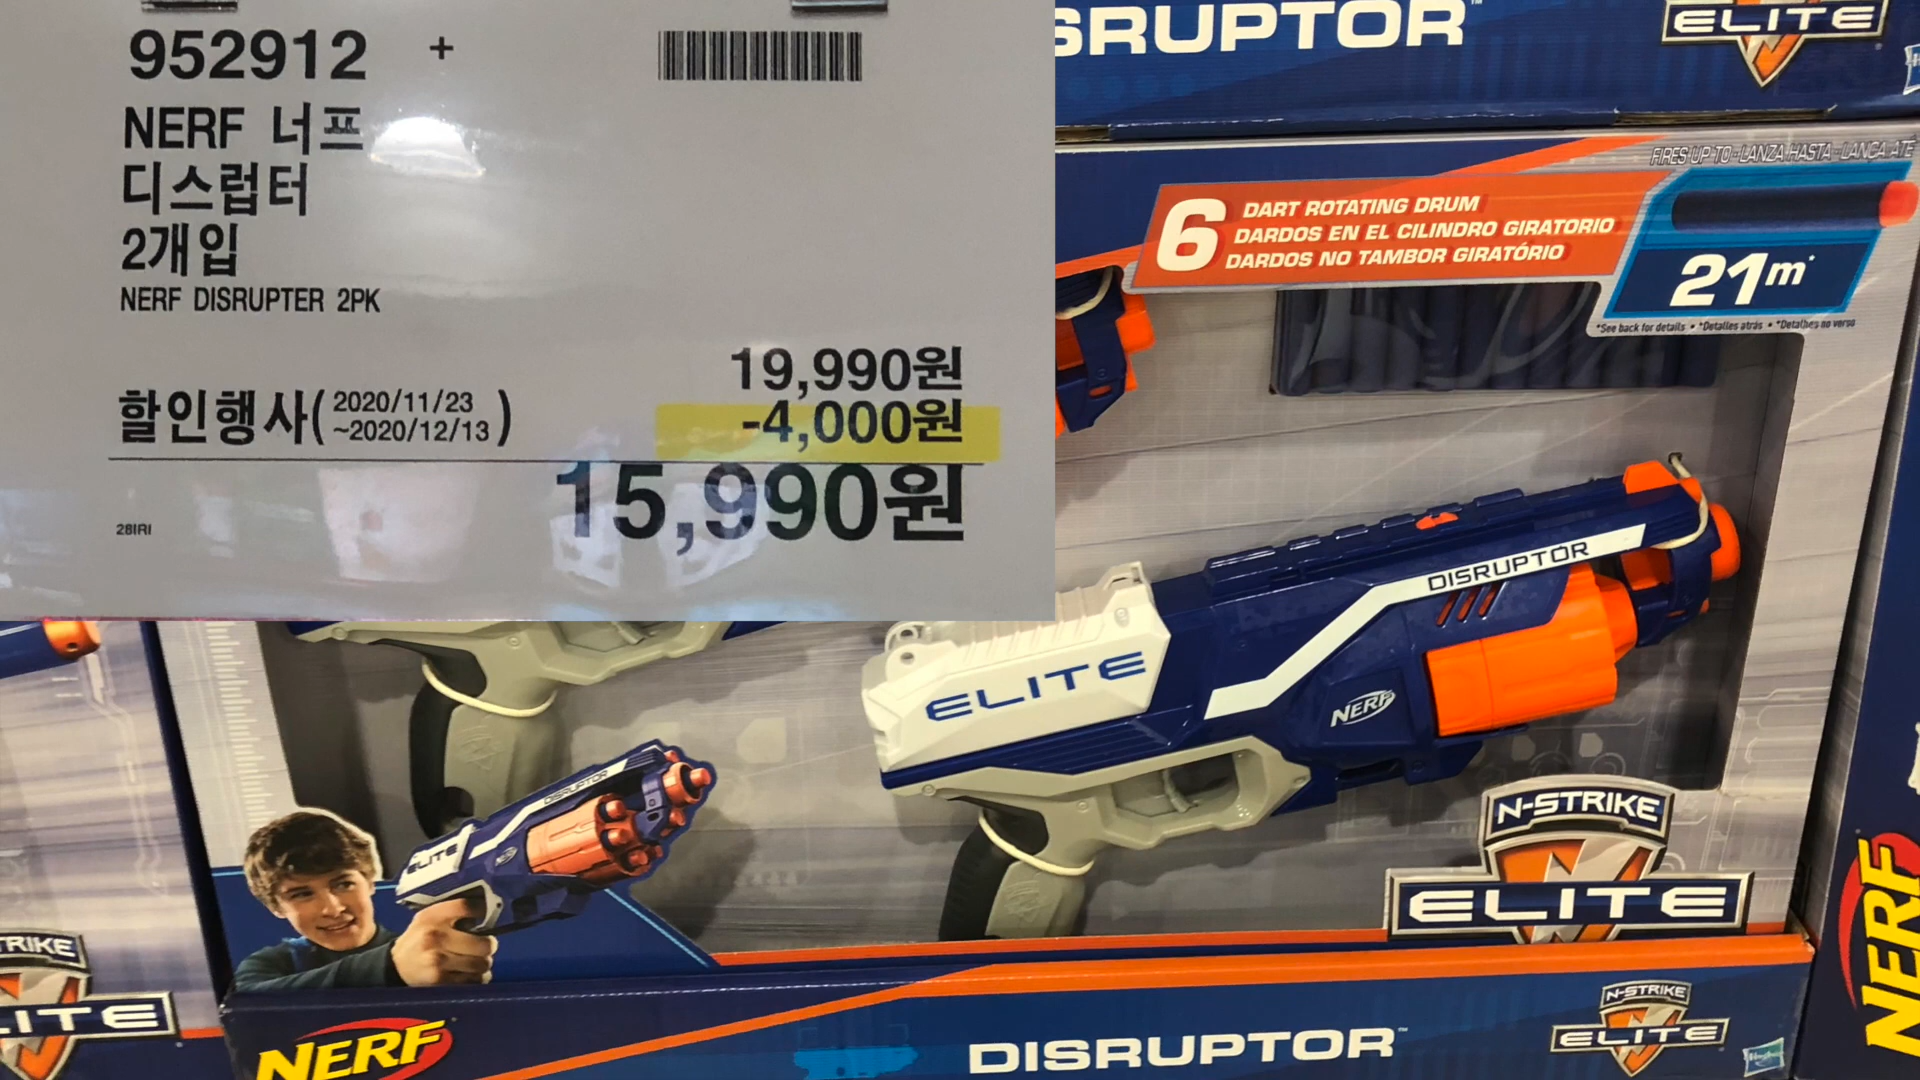 952912 +
NERF 너프
디스럽터
2개입
NERF DISRUPTER 2PK
19,990원
할인행사( 2020/11/23
~2020/12/13 )
-4,000원
15,990원
28IRI
SRUPTOR™
ELITE
FIRES UP TO - LANZA HASTA - LANÇA ATÉ
6 DART ROTATING DRUM
DARDOS EN EL CILINDRO GIRATORIO
DARDOS NO TAMBOR GIRATÓRIO
21m*
*See back for details • *Detalles atrás • *Detalhes no verso
DISRUPTOR
ELITE
NERF
DISRUPTOR
ELITE
N-STRIKE
ELITE
TRIKE
LITE
NERF
DISRUPTOR™
N-STRIKE
ELITE
Hasbro
NERF